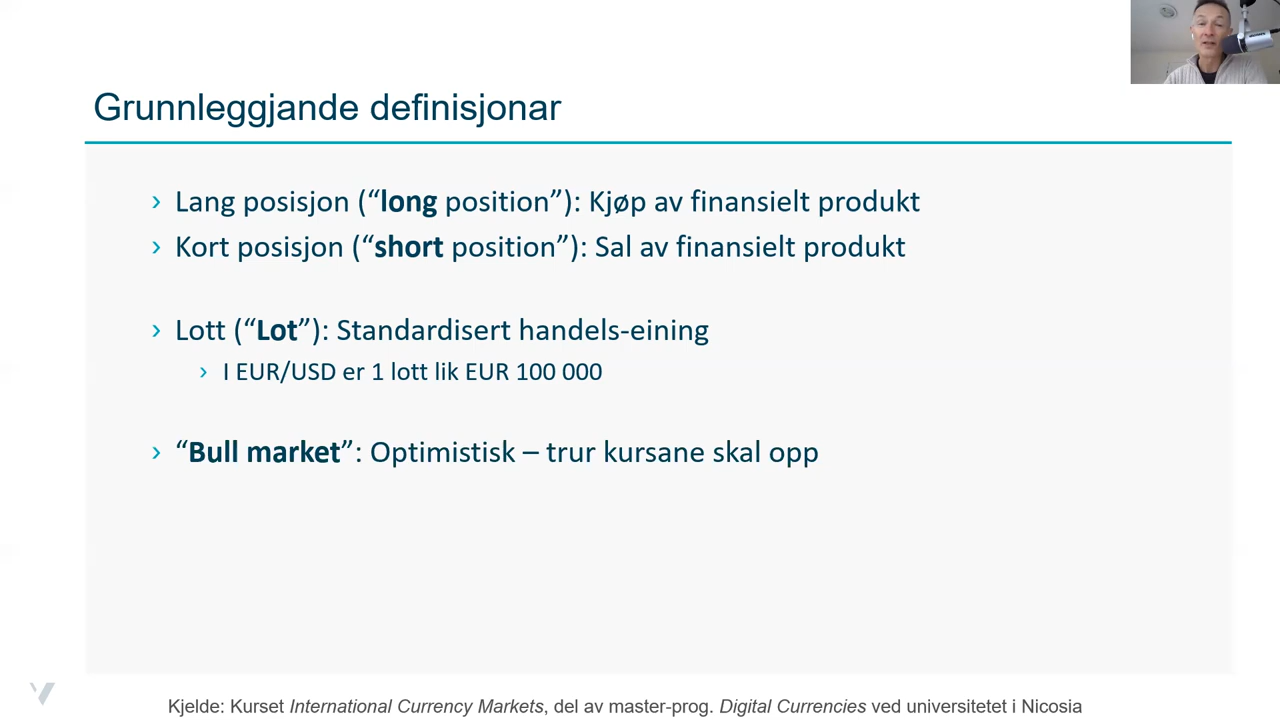 Grunnleggjande definisjonar
› Lang posisjon (“long position”): Kjøp av finansielt produkt
› Kort posisjon (“short position”): Sal av finansielt produkt
› Lott (“Lot”): Standardisert handels-eining
› I EUR/USD er 1 lott lik EUR 100 000
› “Bull market”: Optimistisk – trur kursane skal opp
Kjelde: Kurset International Currency Markets, del av master-prog. Digital Currencies ved universitetet i Nicosia